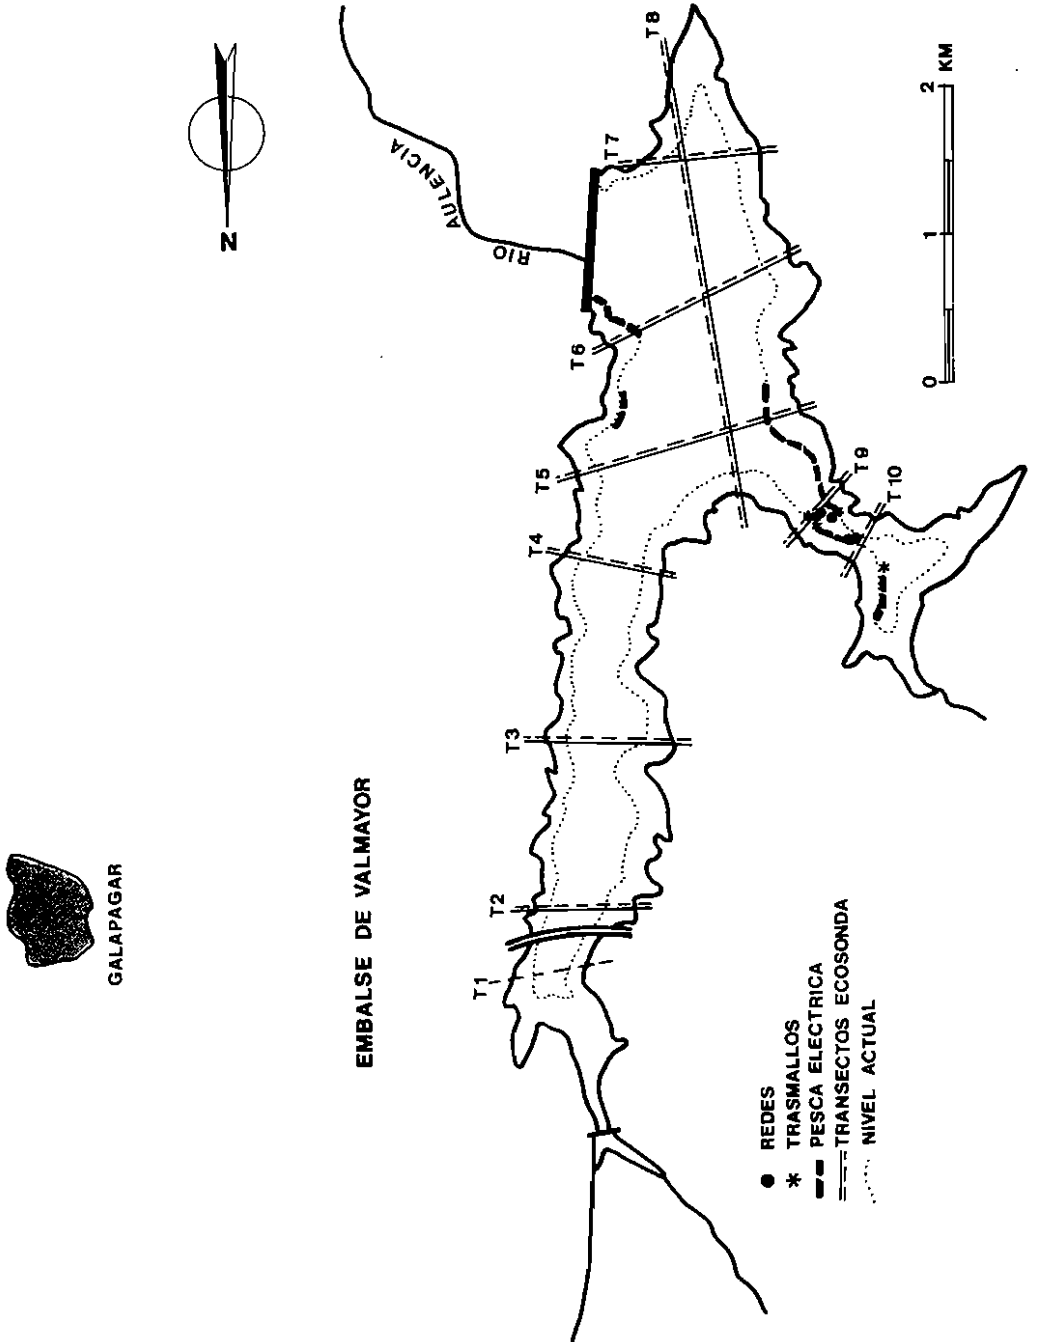 GALAPAGAR
EMBALSE DE VALMAYOR
N
RIO AULENCIA
T1
T2
T3
T4
T5
T6
T7
T8
T9
T10
REDES
TRASMALLOS
PESCA ELECTRICA
TRANSECTOS ECOSONDA
NIVEL ACTUAL
0 1 2 KM